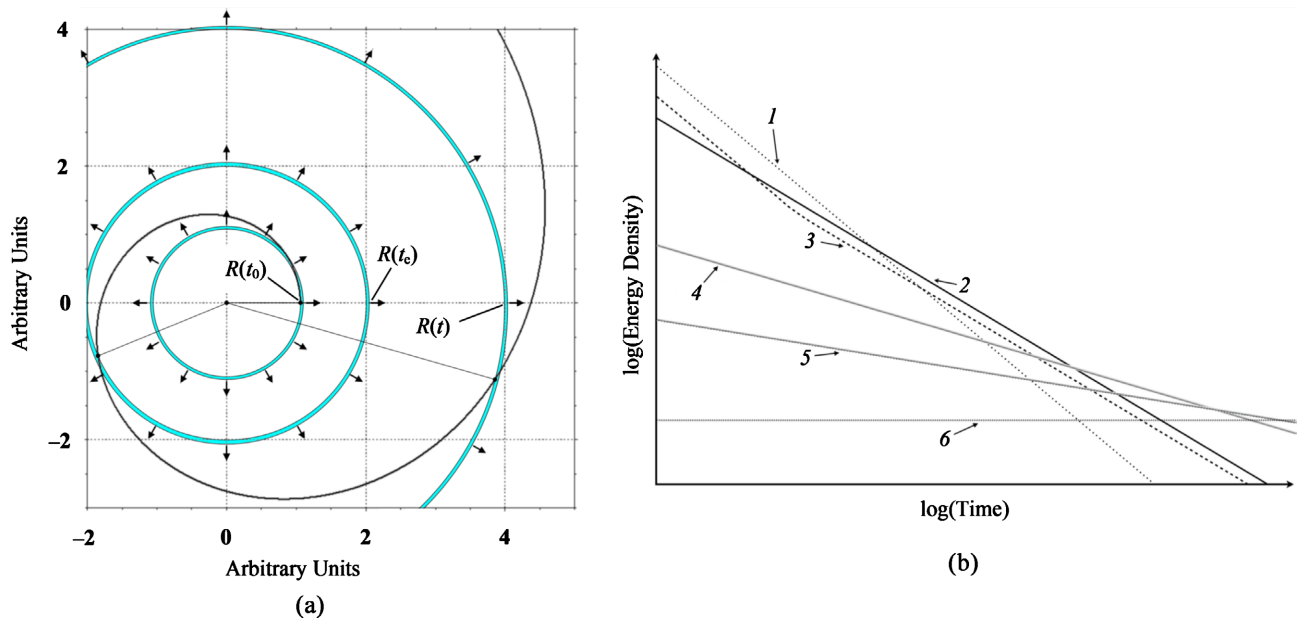 4
2
0
−2
−2
0
2
4
Arbitrary Units
Arbitrary Units
R(t0)
R(te)
R(t)
(a)
log(Energy Density)
log(Time)
1
2
3
4
5
6
(b)